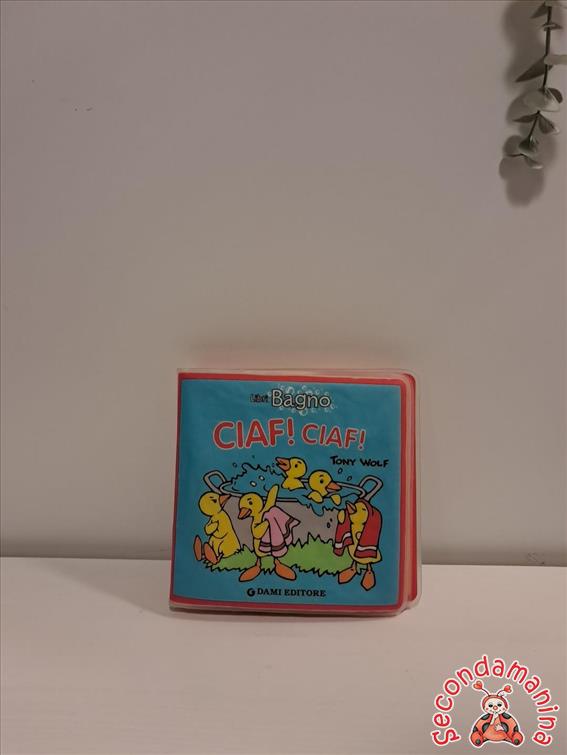 Libri Bagno
CIAF! CIAF!
TONY WOLF
DAMI EDITORE
Secondamanina